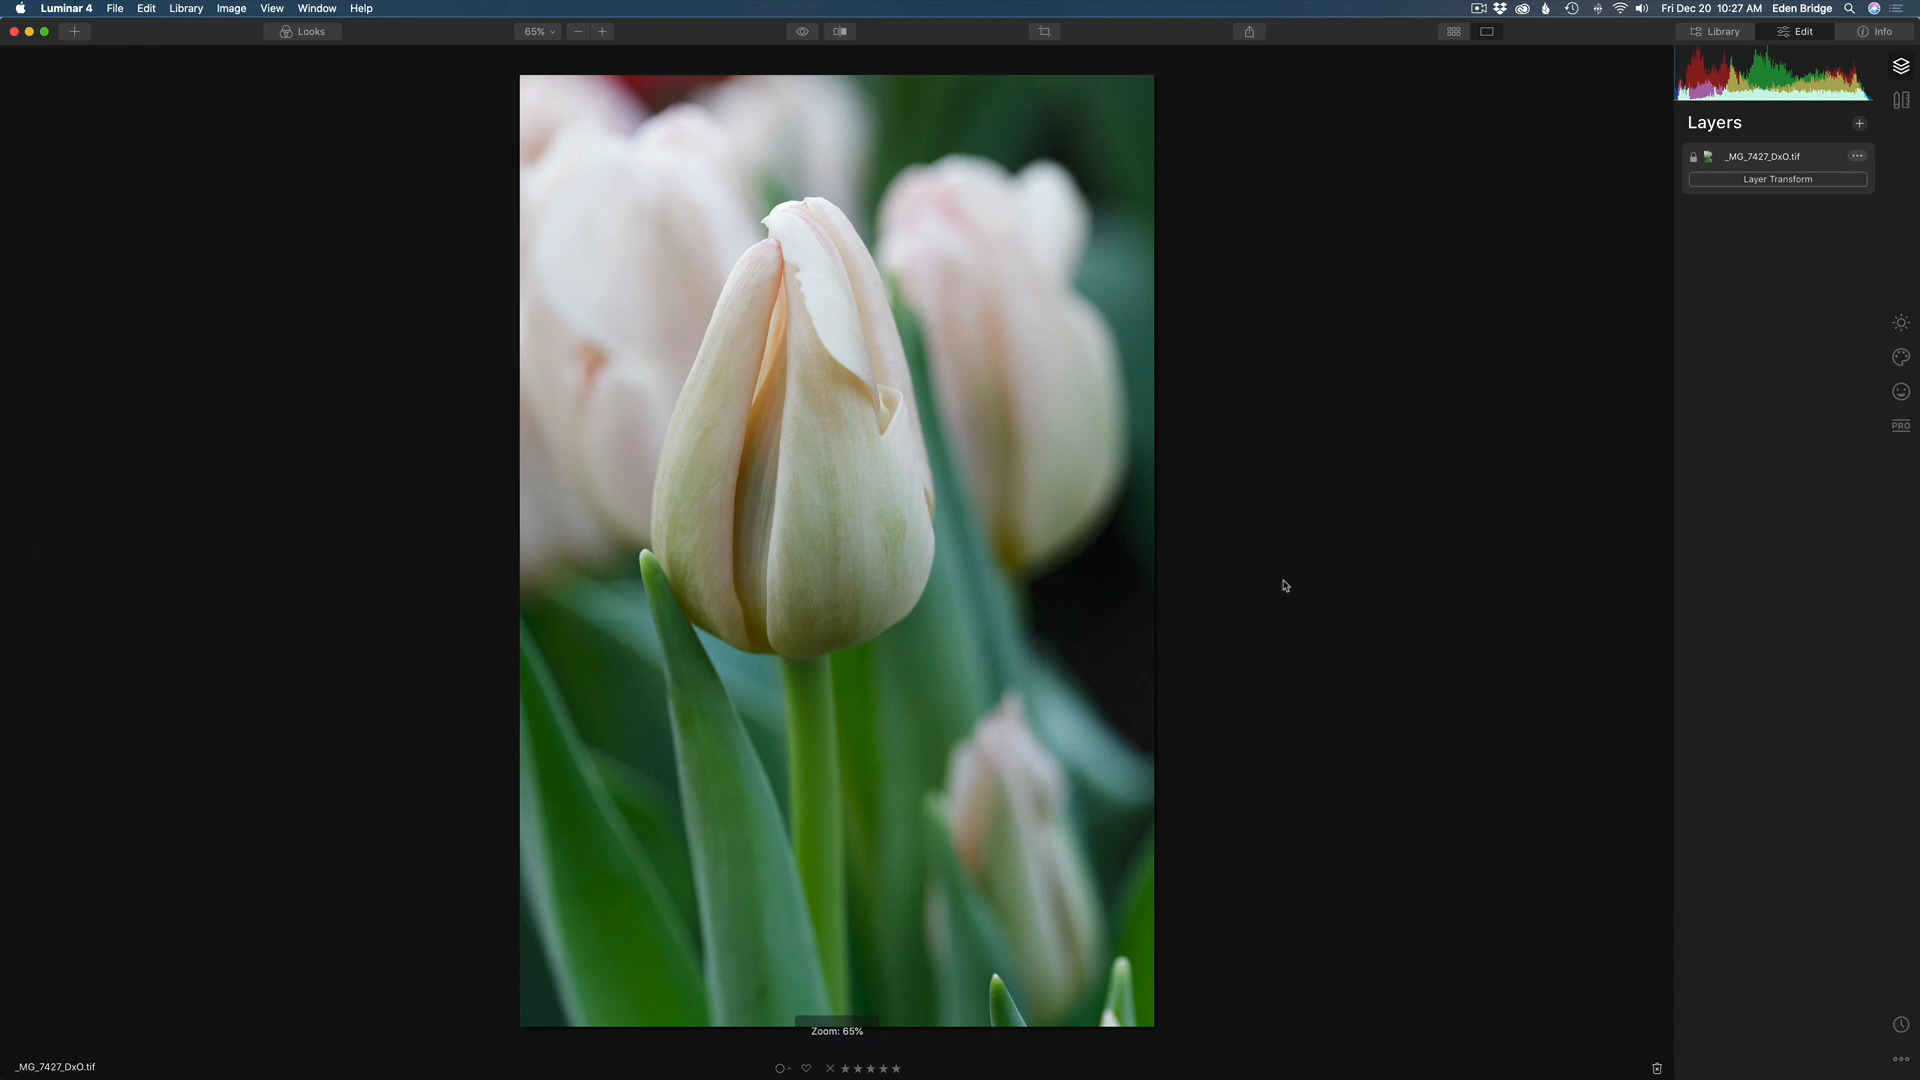 Luminar 4 File Edit Library Image View Window Help Fri Dec 20 10:27 AM Eden Bridge
Looks 65% Library Edit Info
Layers
_MG_7427_DxO.tif
Layer Transform
PRO
Zoom: 65%
_MG_7427_DxO.tif